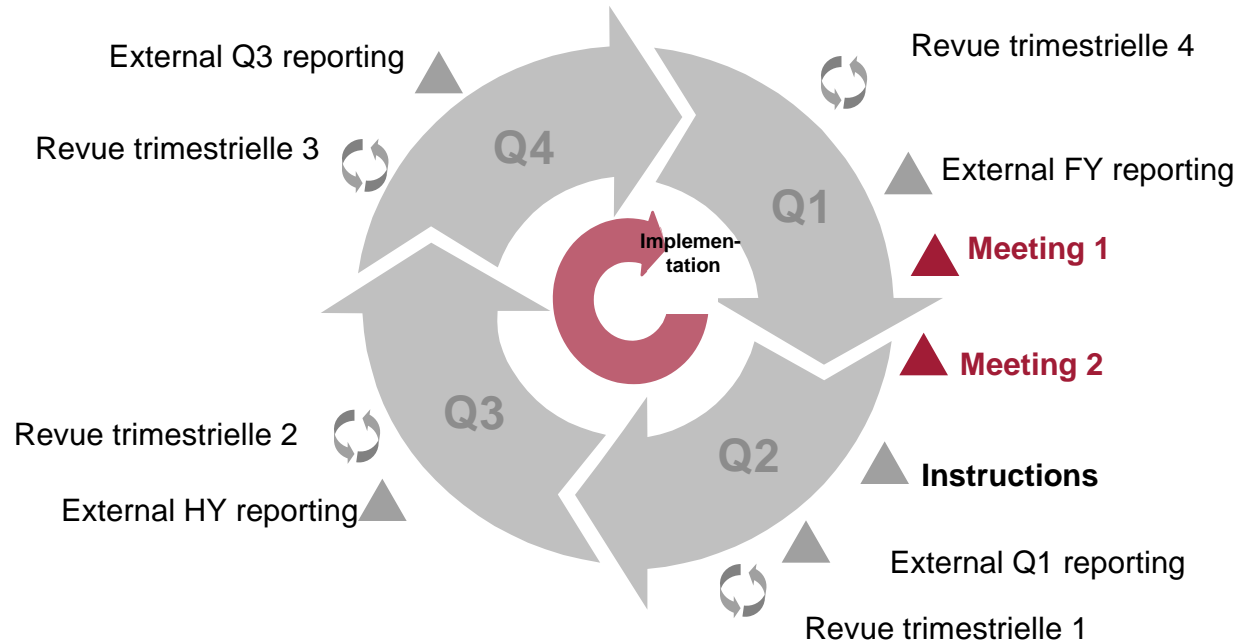 Revue trimestrielle 4
External Q3 reporting
Revue trimestrielle 3
Q4
External FY reporting
Q1
Implemen-
tation
Meeting 1
Meeting 2
Q3
Revue trimestrielle 2
Q2
Instructions
External HY reporting
External Q1 reporting
Revue trimestrielle 1